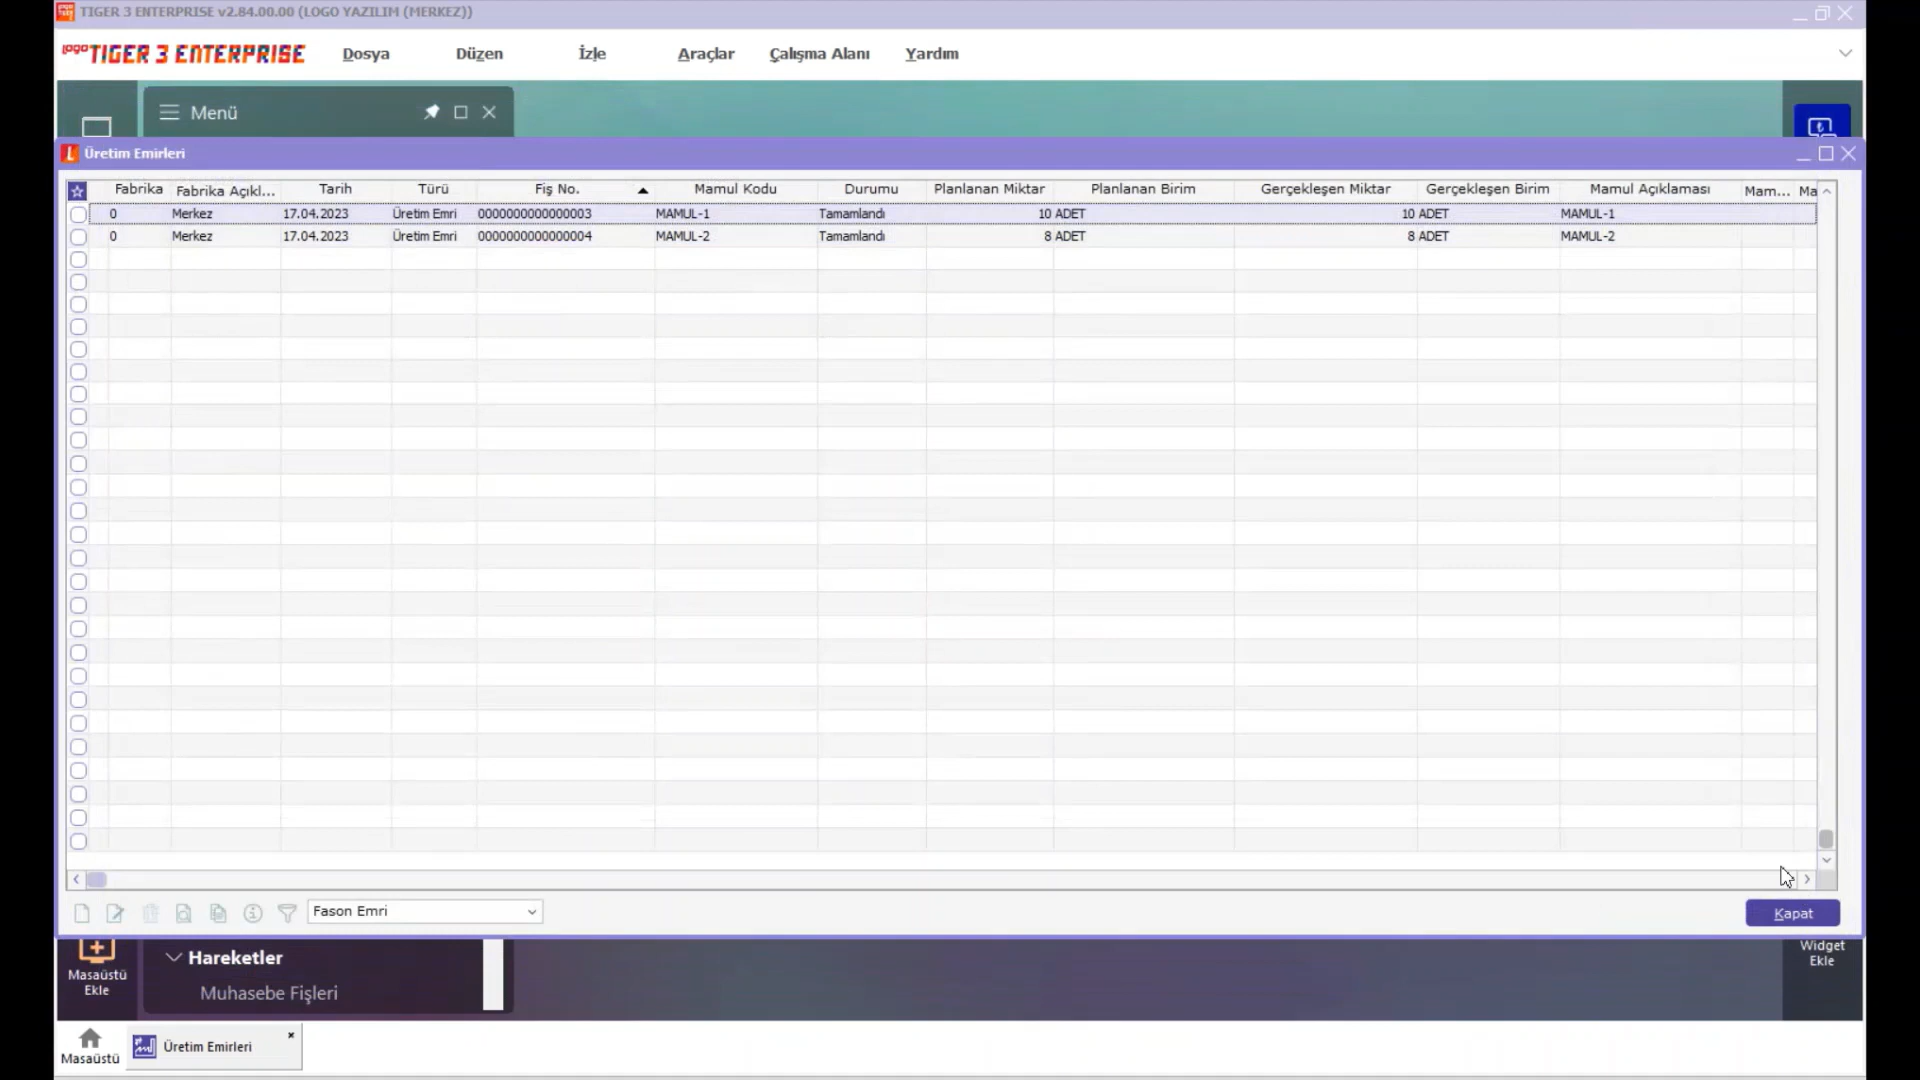 TIGER 3 ENTERPRISE v2.84.00.00 (LOGO YAZILIM (MERKEZ))
logo TIGER 3 ENTERPRISE Dosya Düzen İzle Araçlar Çalışma Alanı Yardım
Menü
Üretim Emirleri
Fabrika Fabrika Açıkl... Tarih Türü Fiş No. Mamul Kodu Durumu Planlanan Miktar Planlanan Birim Gerçekleşen Miktar Gerçekleşen Birim Mamul Açıklaması Mam... Ma
0 Merkez 17.04.2023 Üretim Emri 0000000000000003 MAMUL-1 Tamamlandı 10 ADET 10 ADET MAMUL-1
0 Merkez 17.04.2023 Üretim Emri 0000000000000004 MAMUL-2 Tamamlandı 8 ADET 8 ADET MAMUL-2
Fason Emri
Kapat
Masaüstü
Ekle
Hareketler
Muhasebe Fişleri
Widget
Ekle
Masaüstü
Üretim Emirleri